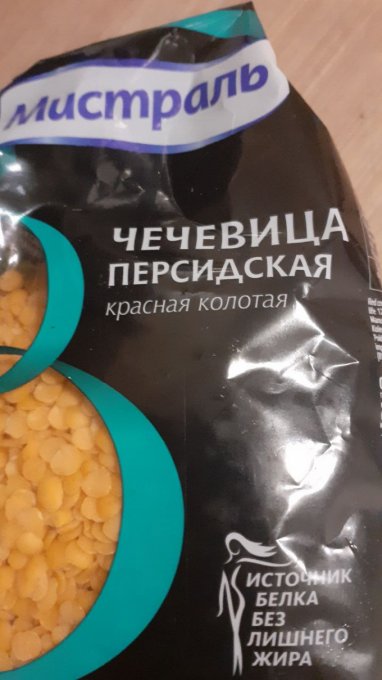 мистраль
ЧЕЧЕВИЦА
ПЕРСИДСКАЯ
красная колотая
ИСТОЧНИК
БЕЛКА
БЕЗ
ЛИШНЕГО
ЖИРА